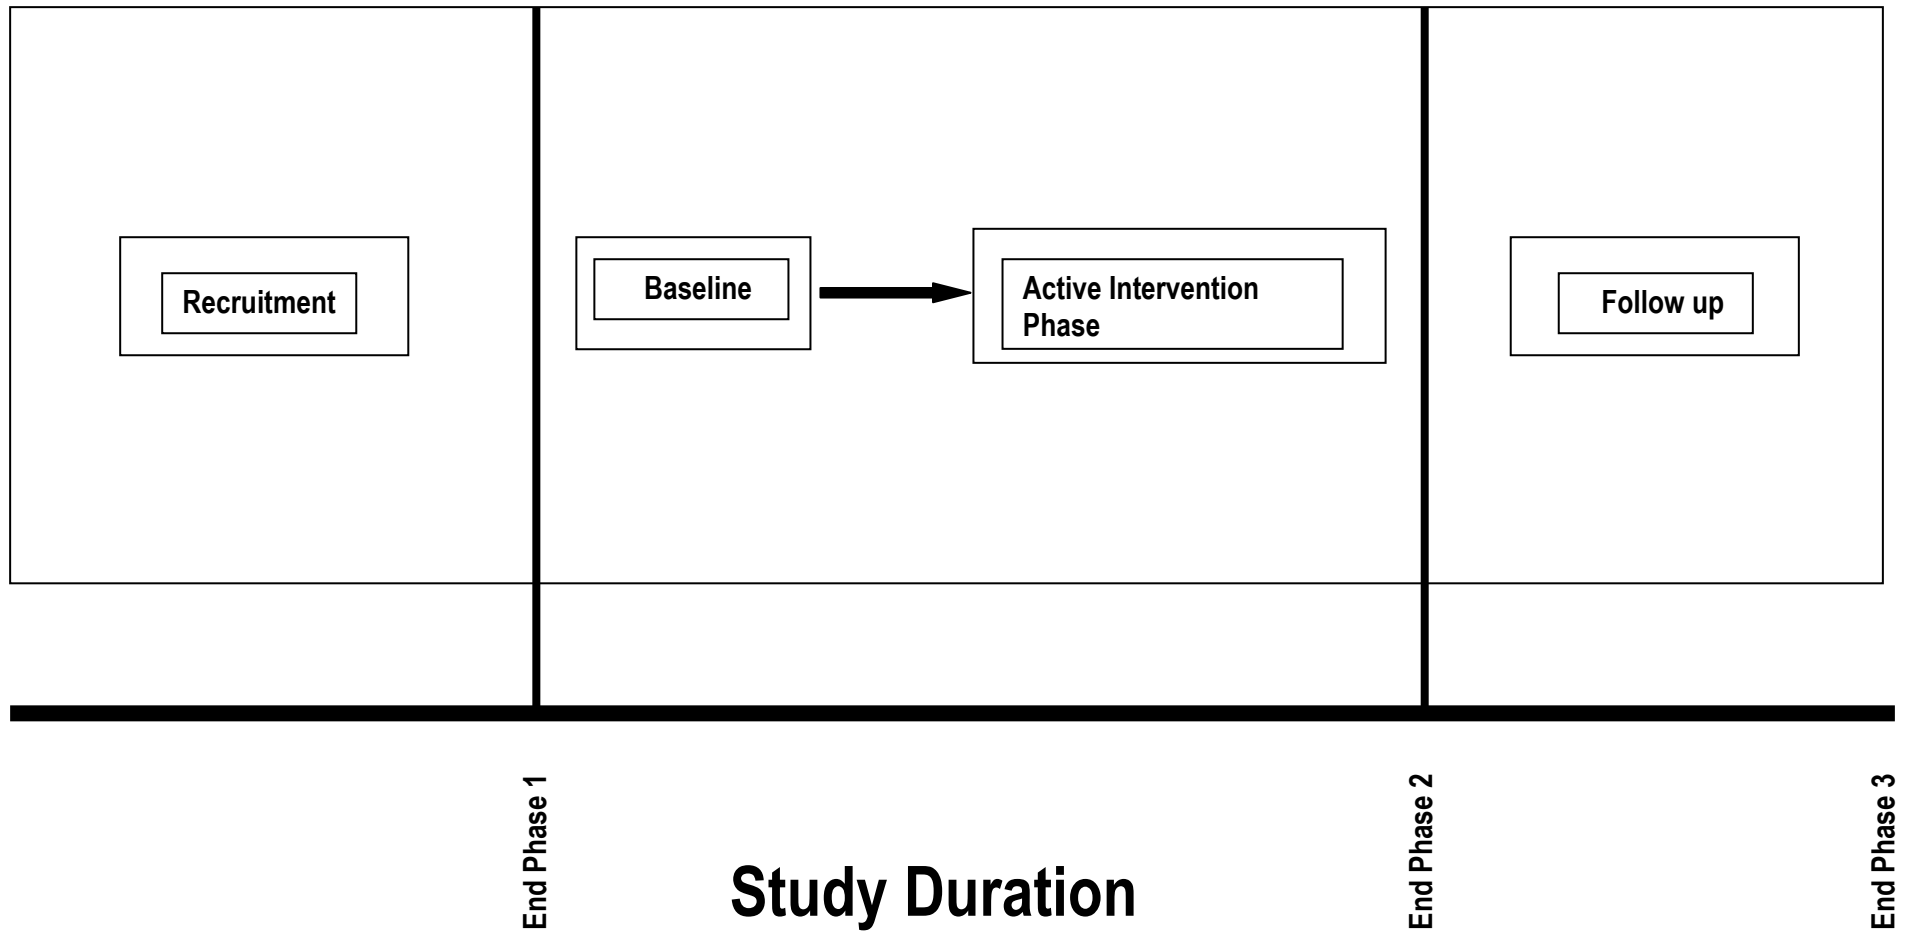 Recruitment
Baseline
Active Intervention
Phase
Follow up
End Phase 1
End Phase 2
End Phase 3
Study Duration